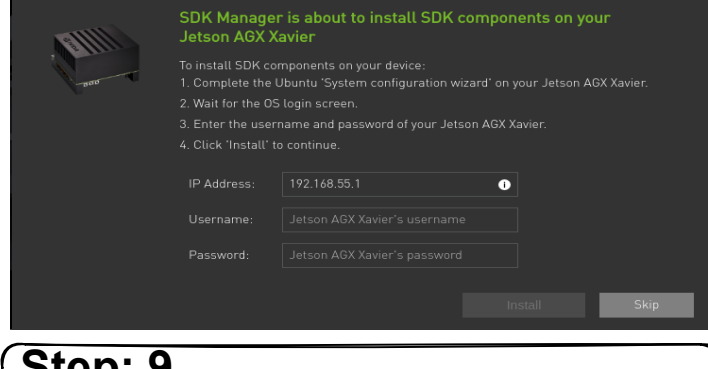 SDK Manager is about to install SDK components on your
Jetson AGX Xavier
To install SDK components on your device:
1. Complete the Ubuntu 'System configuration wizard' on your Jetson AGX Xavier.
2. Wait for the OS login screen.
3. Enter the username and password of your Jetson AGX Xavier.
4. Click 'Install' to continue.
IP Address: 192.168.55.1
Username: Jetson AGX Xavier's username
Password: Jetson AGX Xavier's password
Install Skip
Step: 9